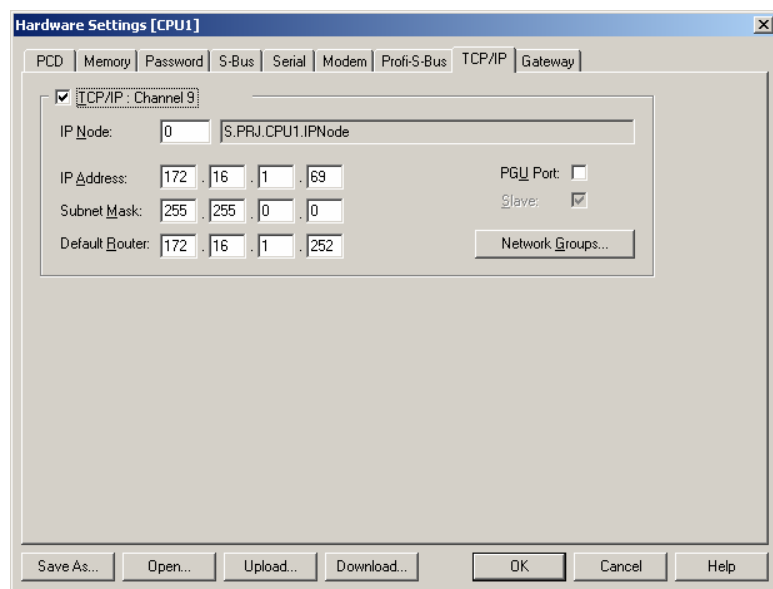 Hardware Settings [CPU1]
PCD Memory Password S-Bus Serial Modem Profi-S-Bus TCP/IP Gateway
TCP/IP : Channel 9
IP Node: 0 S.PRJ.CPU1.IPNode
IP Address: 172 . 16 . 1 . 69 PGU Port:
Subnet Mask: 255 . 255 . 0 . 0 Slave:
Default Router: 172 . 16 . 1 . 252 Network Groups...
Save As... Open... Upload... Download... OK Cancel Help